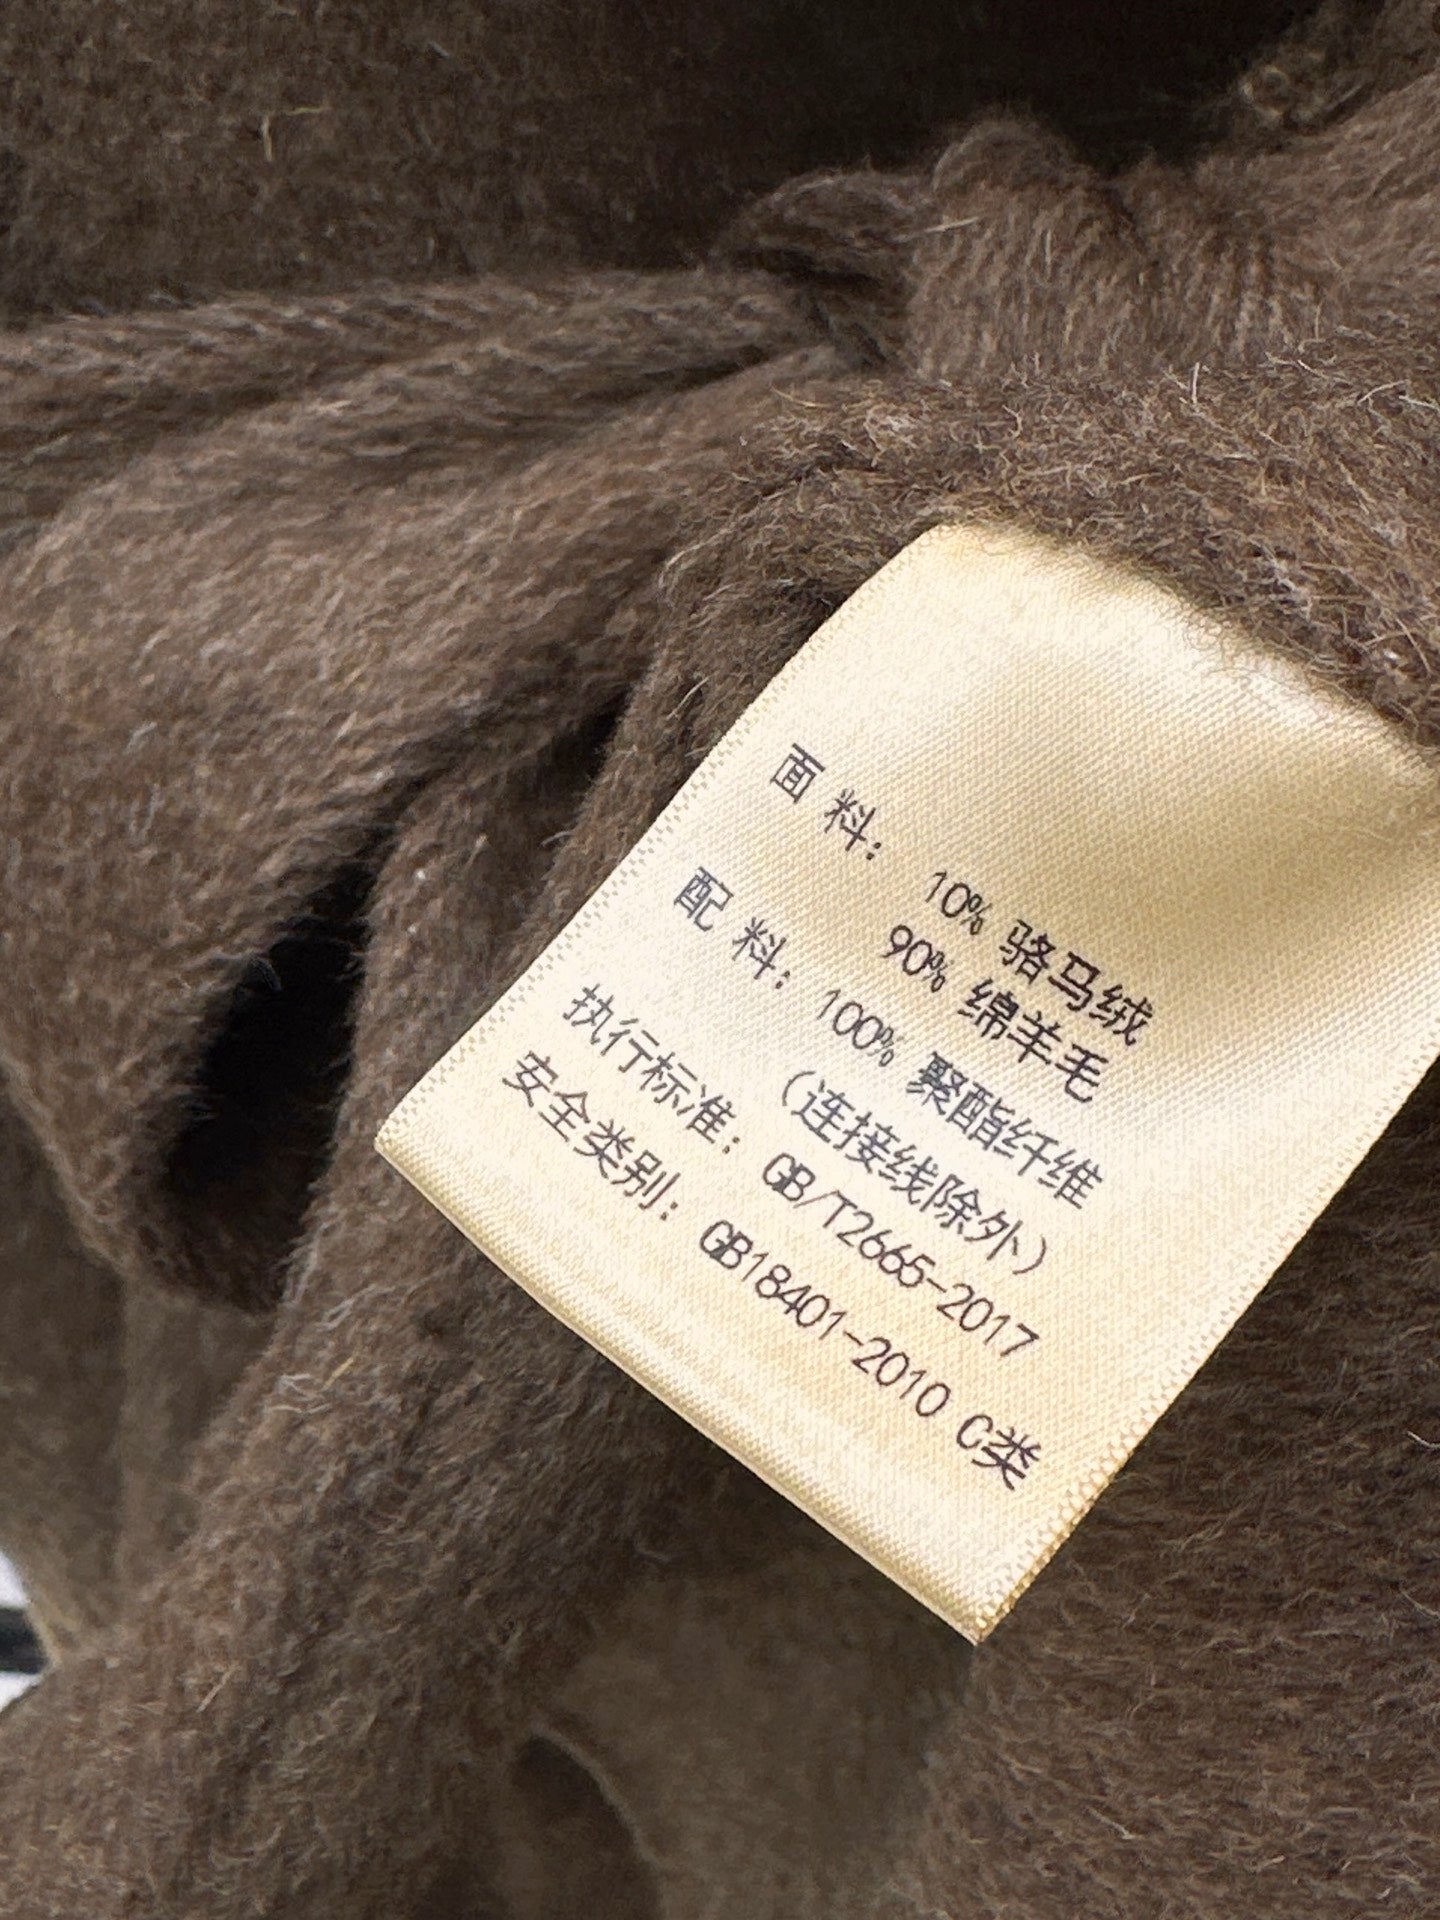 面 料： 10% 骆马绒
90% 绵羊毛
配 料： 100% 聚酯纤维
（连接线除外）
执行标准： GB/T2665-2017
安全类别： GB18401-2010 C类